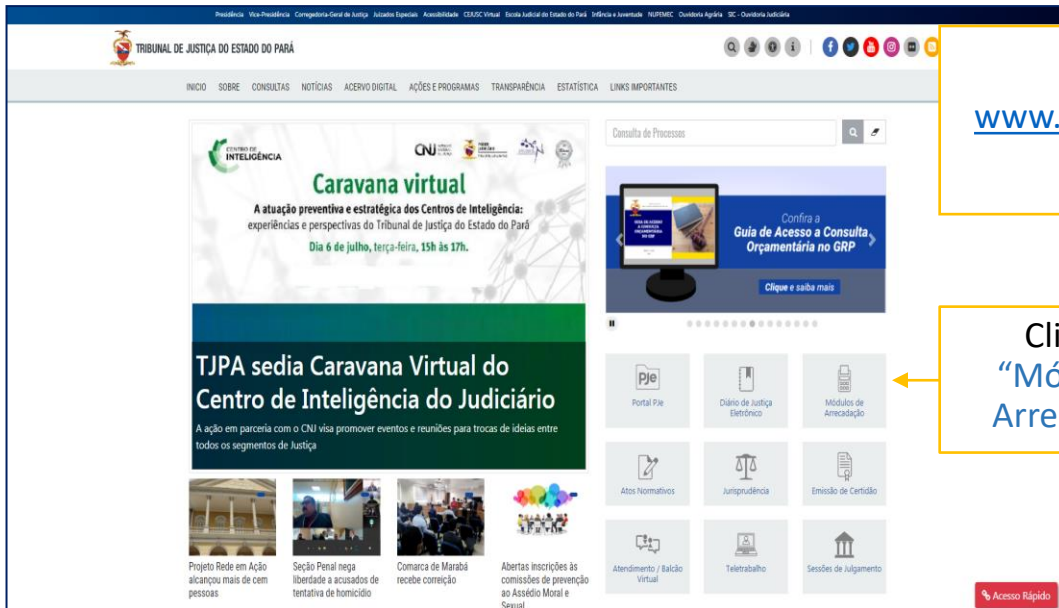 Presidência Vice-Presidência Corregedoria-Geral de Justiça Juizados Especiais Acessibilidade CEJUSC Virtual Escola Judicial do Estado do Pará Infância e Juventude NUPEMEC Ouvidoria Agrária SIC - Ouvidoria Judiciária
TRIBUNAL DE JUSTIÇA DO ESTADO DO PARÁ
INICIO SOBRE CONSULTAS NOTÍCIAS ACERVO DIGITAL AÇÕES E PROGRAMAS TRANSPARÊNCIA ESTATÍSTICA LINKS IMPORTANTES
www.
CENTRO DE
INTELIGÊNCIA
CNJ
Caravana virtual
A atuação preventiva e estratégica dos Centros de Inteligência:
experiências e perspectivas do Tribunal de Justiça do Estado do Pará
Dia 6 de julho, terça-feira, 15h às 17h.
TJPA sedia Caravana Virtual do
Centro de Inteligência do Judiciário
A ação em parceria com o CNJ visa promover eventos e reuniões para trocas de ideias entre
todos os segmentos de Justiça
Projeto Rede em Ação
alcançou mais de cem
pessoas
Seção Penal nega
liberdade a acusados de
tentativa de homicídio
Comarca de Marabá
recebe correição
Abertas inscrições às
comissões de prevenção
ao Assédio Moral e
Sexual
Consulta de Processos
Confira a
Guia de Acesso a Consulta
Orçamentária no GRP
Clique e saiba mais
PJe
Portal PJe
Diário de Justiça
Eletrônico
Módulos de
Arrecadação
Atos Normativos
Jurisprudência
Emissão de Certidão
Atendimento / Balcão
Virtual
Teletrabalho
Sessões de Julgamento
Cli
“Mó
Arre
Acesso Rápido